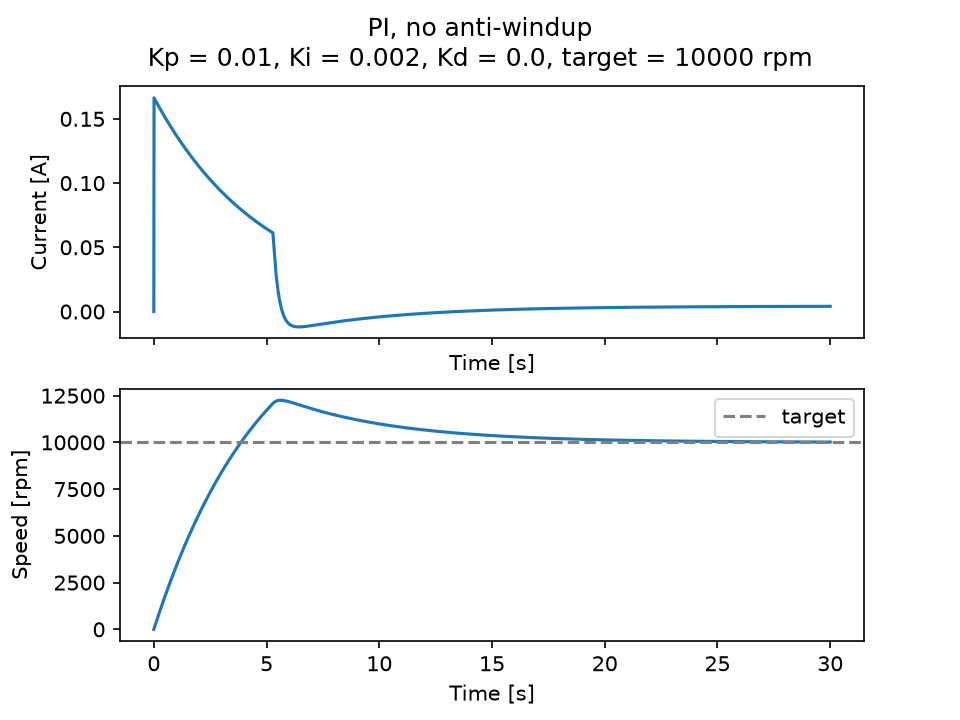 PI, no anti-windup
Kp = 0.01, Ki = 0.002, Kd = 0.0, target = 10000 rpm
0.15
0.10
0.05
0.00
Current [A]
Time [s]
12500
10000
7500
5000
2500
0
Speed [rpm]
target
0 5 10 15 20 25 30
Time [s]